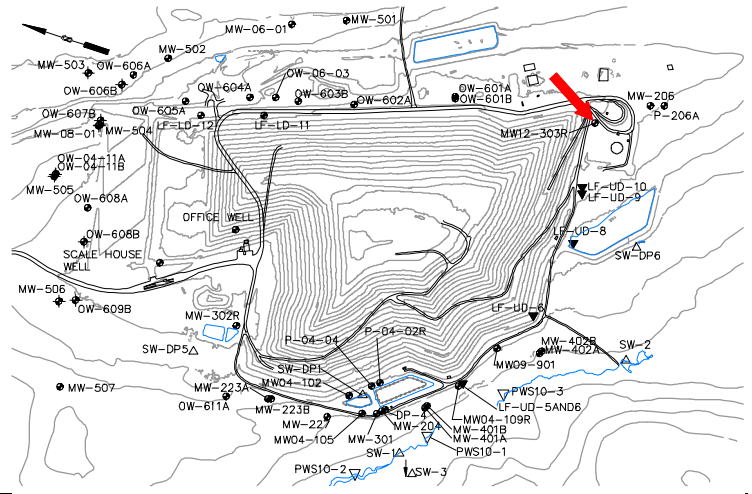 MW-06-01
MW-501
MW-502
MW-503
OW-606A
OW-606B
OW-06-03
OW-604A
OW-603B
OW-602A
OW-601A
OW-601B
MW-206
P-206A
OW-607B
OW-605A
MW-08-01
MW-504
LF-LD-12
LF-LD-11
MW12-303R
OW-04-11A
OW-04-11B
MW-505
OW-608A
LF-UD-10
LF-UD-9
OFFICE WELL
OW-608B
LF-UD-8
SCALE HOUSE
WELL
SW-DP6
MW-506
OW-609B
MW-302R
LF-UD-6
P-04-04
P-04-02R
MW-402B
MW-402A
SW-2
SW-DP5
SW-DP1
MW09-901
MW-507
MW-223A
MW04-102
PWS10-3
OW-611A
MW-223B
LF-UD-5AND6
MW-227
DP-4
MW04-109R
MW04-105
MW-204
MW-401B
MW-301
MW-401A
SW-1
PWS10-1
PWS10-2
SW-3